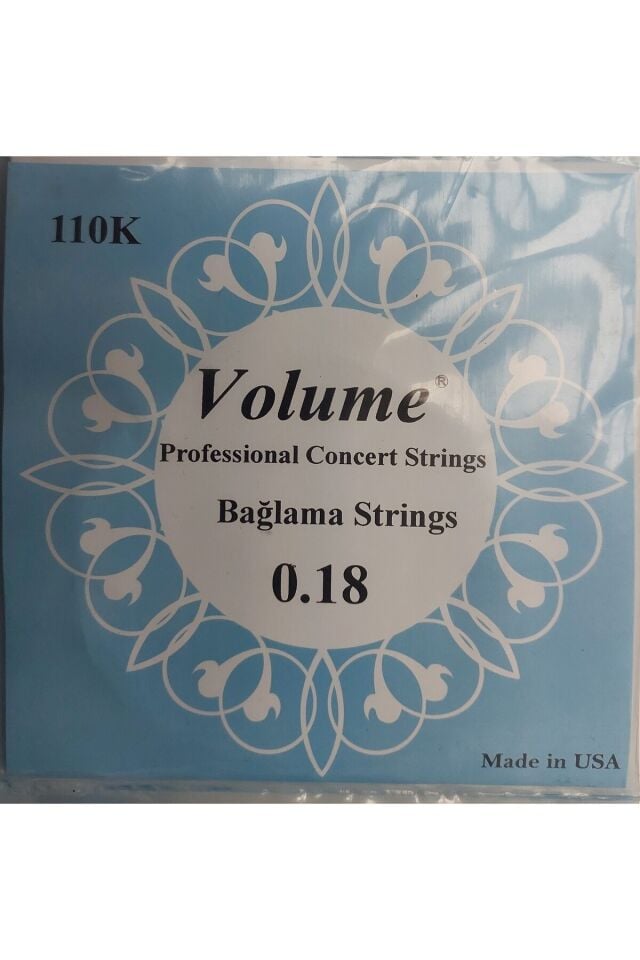 110K
Volume®
Professional Concert Strings
Bağlama Strings
0.18
Made in USA